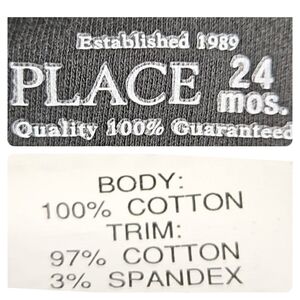 Established 1989
PLACE 24 mos.
Quality 100% Guaranteed
BODY:
100% COTTON
TRIM:
97% COTTON
3% SPANDEX